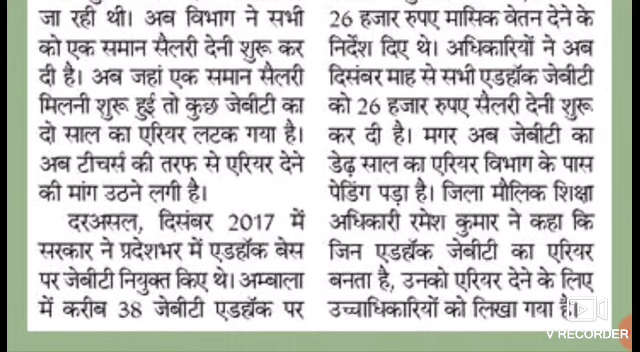 जा रही थी। अब विभाग ने सभी
को एक समान सैलरी देनी शुरू कर
दी है। अब जहां एक समान सैलरी
मिलनी शुरू हुई तो कुछ जेबीटी का
दो साल का एरियर लटक गया है।
अब टीचर्स की तरफ से एरियर देने
की मांग उठने लगी है।
दरअसल, दिसंबर 2017 में
सरकार ने प्रदेशभर में एडहॉक बेस
पर जेबीटी नियुक्त किए थे। अम्बाला
में करीब 38 जेबीटी एडहॉक पर
26 हजार रुपए मासिक वेतन देने के
निर्देश दिए थे। अधिकारियों ने अब
दिसंबर माह से सभी एडहॉक जेबीटी
को 26 हजार रुपए सैलरी देनी शुरू
कर दी है। मगर अब जेबीटी का
डेढ़ साल का एरियर विभाग के पास
पेडिंग पड़ा है। जिला मौलिक शिक्षा
अधिकारी रमेश कुमार ने कहा कि
जिन एडहॉक जेबीटी का एरियर
बनता है, उनको एरियर देने के लिए
उच्चाधिकारियों को लिखा गया है।
V RECORDER